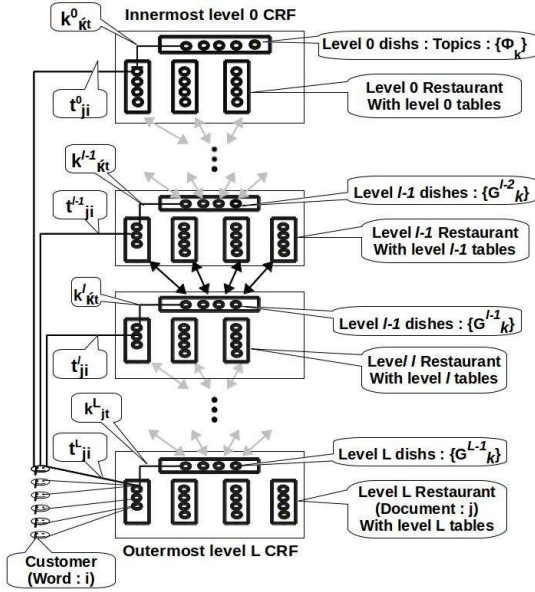 Innermost level 0 CRF
k⁰ḱt
Level 0 dishs : Topics : {Φk}
t⁰ji
Level 0 Restaurant
With level 0 tables
kˡ⁻¹ḱt
Level l-1 dishes : {Gˡ⁻²k}
tˡ⁻¹ji
Level l-1 Restaurant
With level l-1 tables
kˡḱt
Level l-1 dishes : {Gˡ⁻¹k}
tˡji
Level l Restaurant
With level l tables
kᴸjt
tᴸji
Level L dishs : {Gᴸ⁻¹k}
Level L Restaurant
(Document : j)
With level L tables
Outermost level L CRF
Customer
(Word : i)